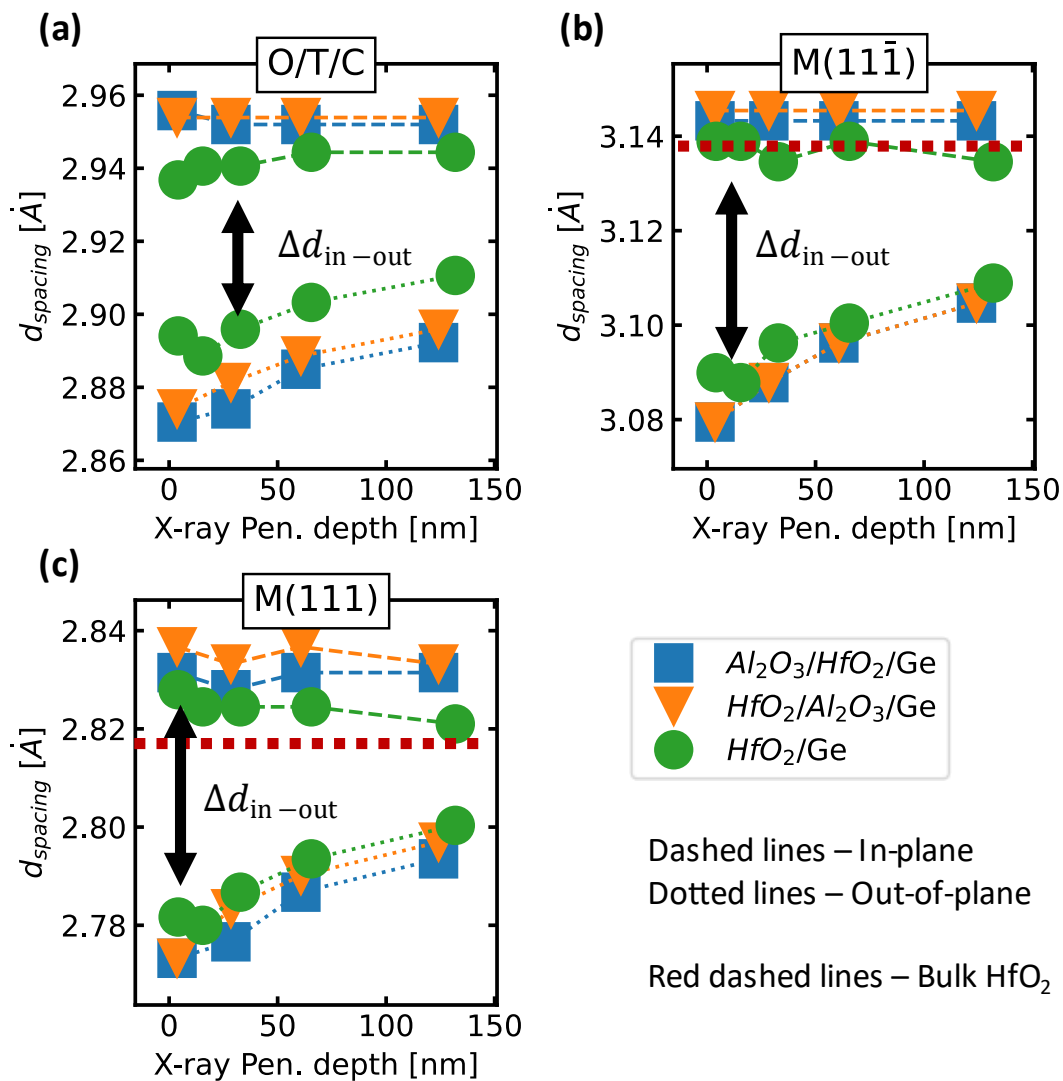 (a)
O/T/C
2.96
2.94
2.92
2.90
2.88
2.86
d_spacing [Å]
Δd_in−out
0 50 100 150
X-ray Pen. depth [nm]
(b)
M(111̄)
3.14
3.12
3.10
3.08
d_spacing [Å]
Δd_in−out
0 50 100 150
X-ray Pen. depth [nm]
(c)
M(111)
2.84
2.82
2.80
2.78
d_spacing [Å]
Δd_in−out
0 50 100 150
X-ray Pen. depth [nm]
Al₂O₃/HfO₂/Ge
HfO₂/Al₂O₃/Ge
HfO₂/Ge
Dashed lines – In-plane
Dotted lines – Out-of-plane
Red dashed lines – Bulk HfO₂